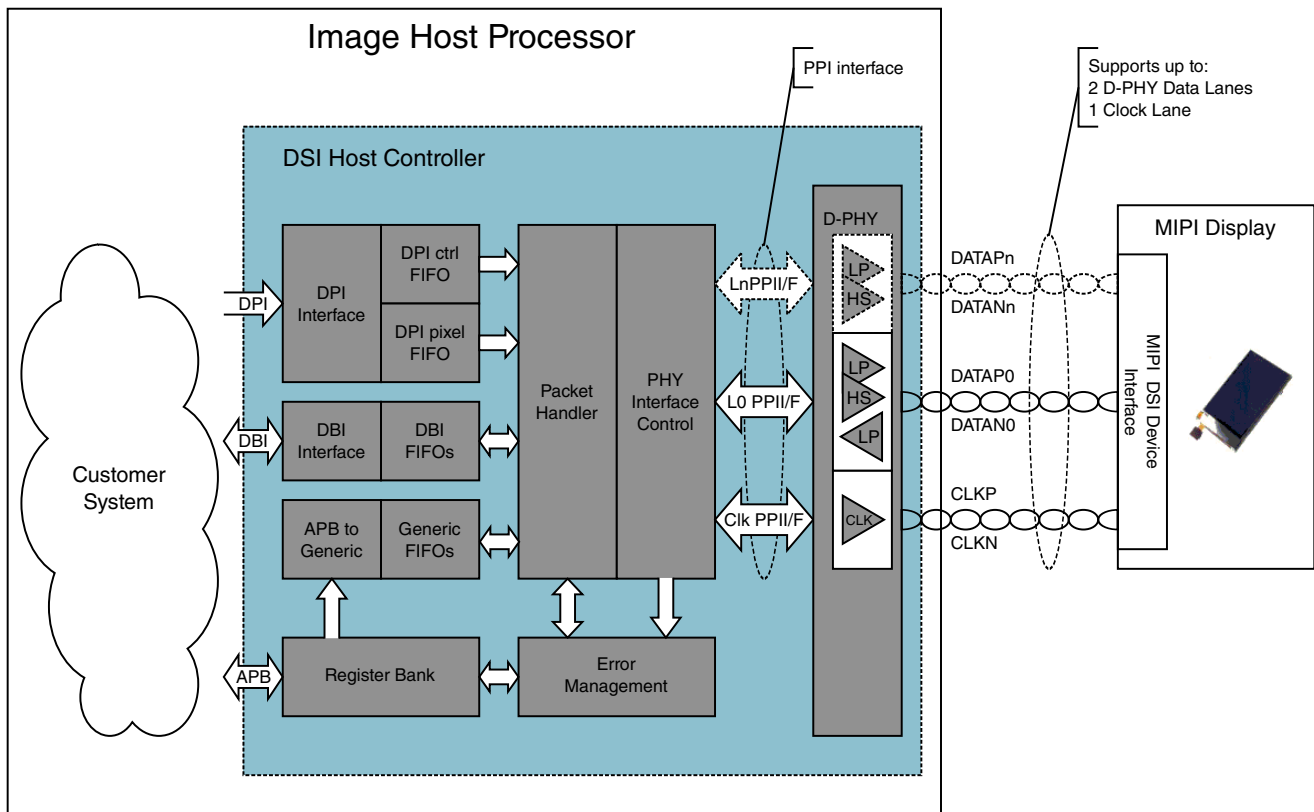 Image Host Processor
PPI interface
Supports up to:
2 D-PHY Data Lanes
1 Clock Lane
DSI Host Controller
Customer
System
DPI
DPI
Interface
DPI ctrl
FIFO
DPI pixel
FIFO
DBI
DBI
Interface
DBI
FIFOs
APB to
Generic
Generic
FIFOs
APB
Register Bank
Packet
Handler
PHY
Interface
Control
Error
Management
LnPPII/F
L0 PPII/F
Clk PPII/F
D-PHY
LP
HS
LP
HS
LP
CLK
DATAPn
DATANn
DATAP0
DATAN0
CLKP
CLKN
MIPI Display
MIPI DSI Device
Interface